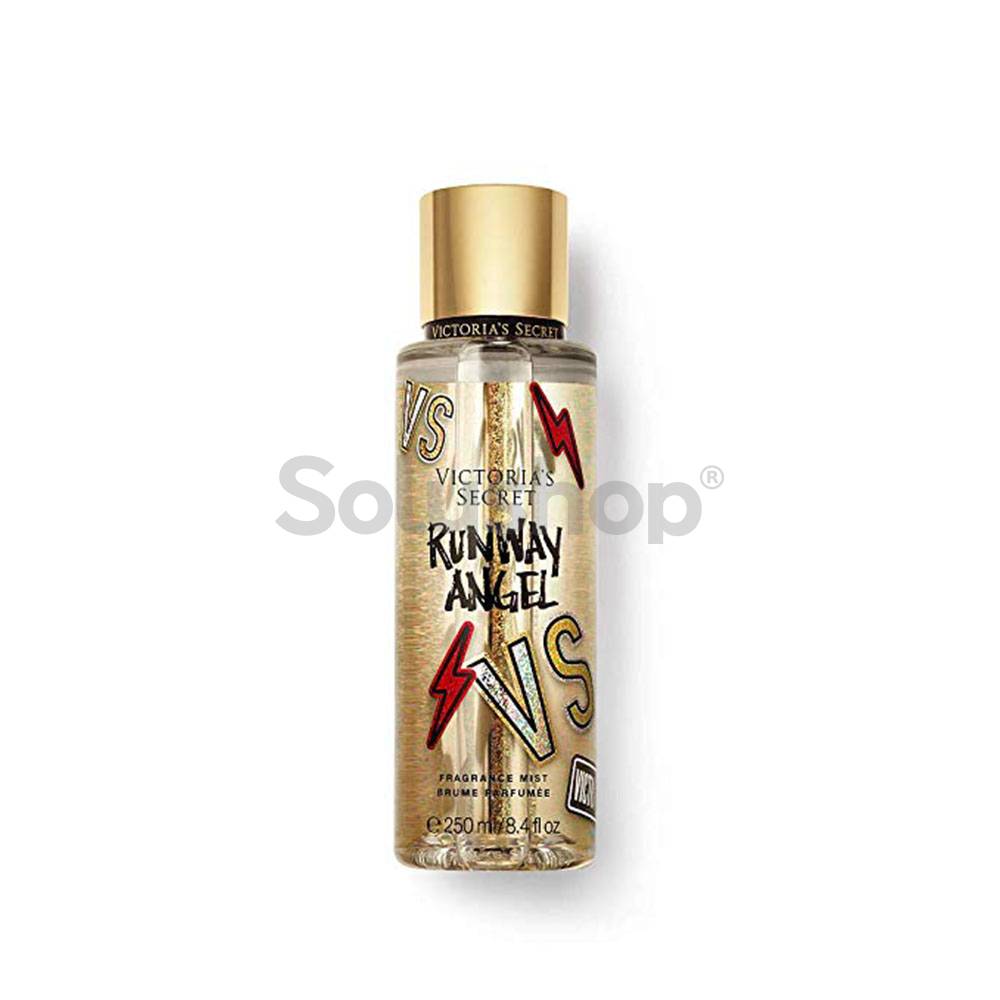 VICTORIA'S SECRET
VS
VICTORIA'S
SECRET
RUNWAY
ANGEL
VS
FRAGRANCE MIST
BRUME PARFUMÉE
℮ 250 ml/8.4 fl oz